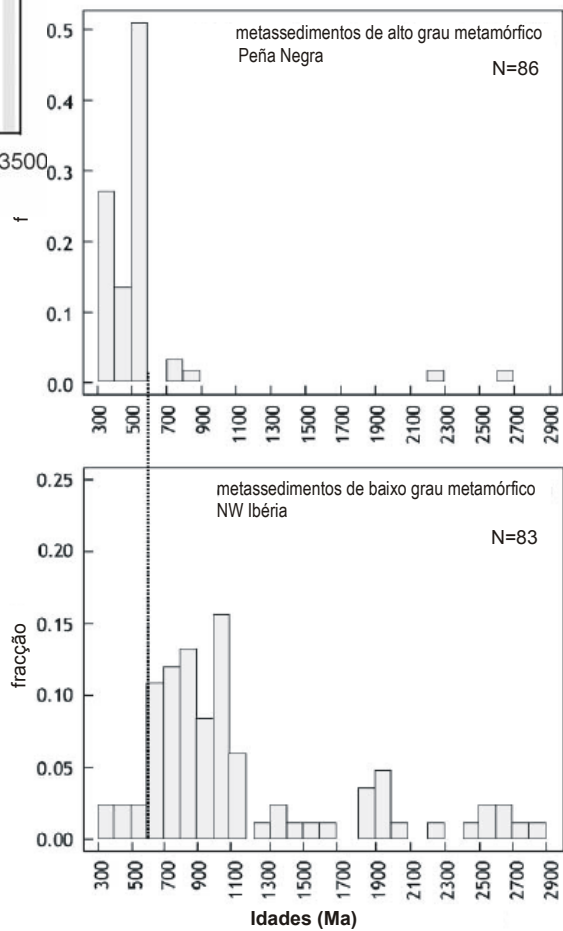 0.5
metassedimentos de alto grau metamórfico
Peña Negra
N=86
0.4
3500
0.3
f
0.2
0.1
0.0
300 500 700 900 1100 1300 1500 1700 1900 2100 2300 2500 2700 2900
0.25
metassedimentos de baixo grau metamórfico
NW Ibéria
N=83
0.20
0.15
fracção
0.10
0.05
0.00
300 500 700 900 1100 1300 1500 1700 1900 2100 2300 2500 2700 2900
Idades (Ma)